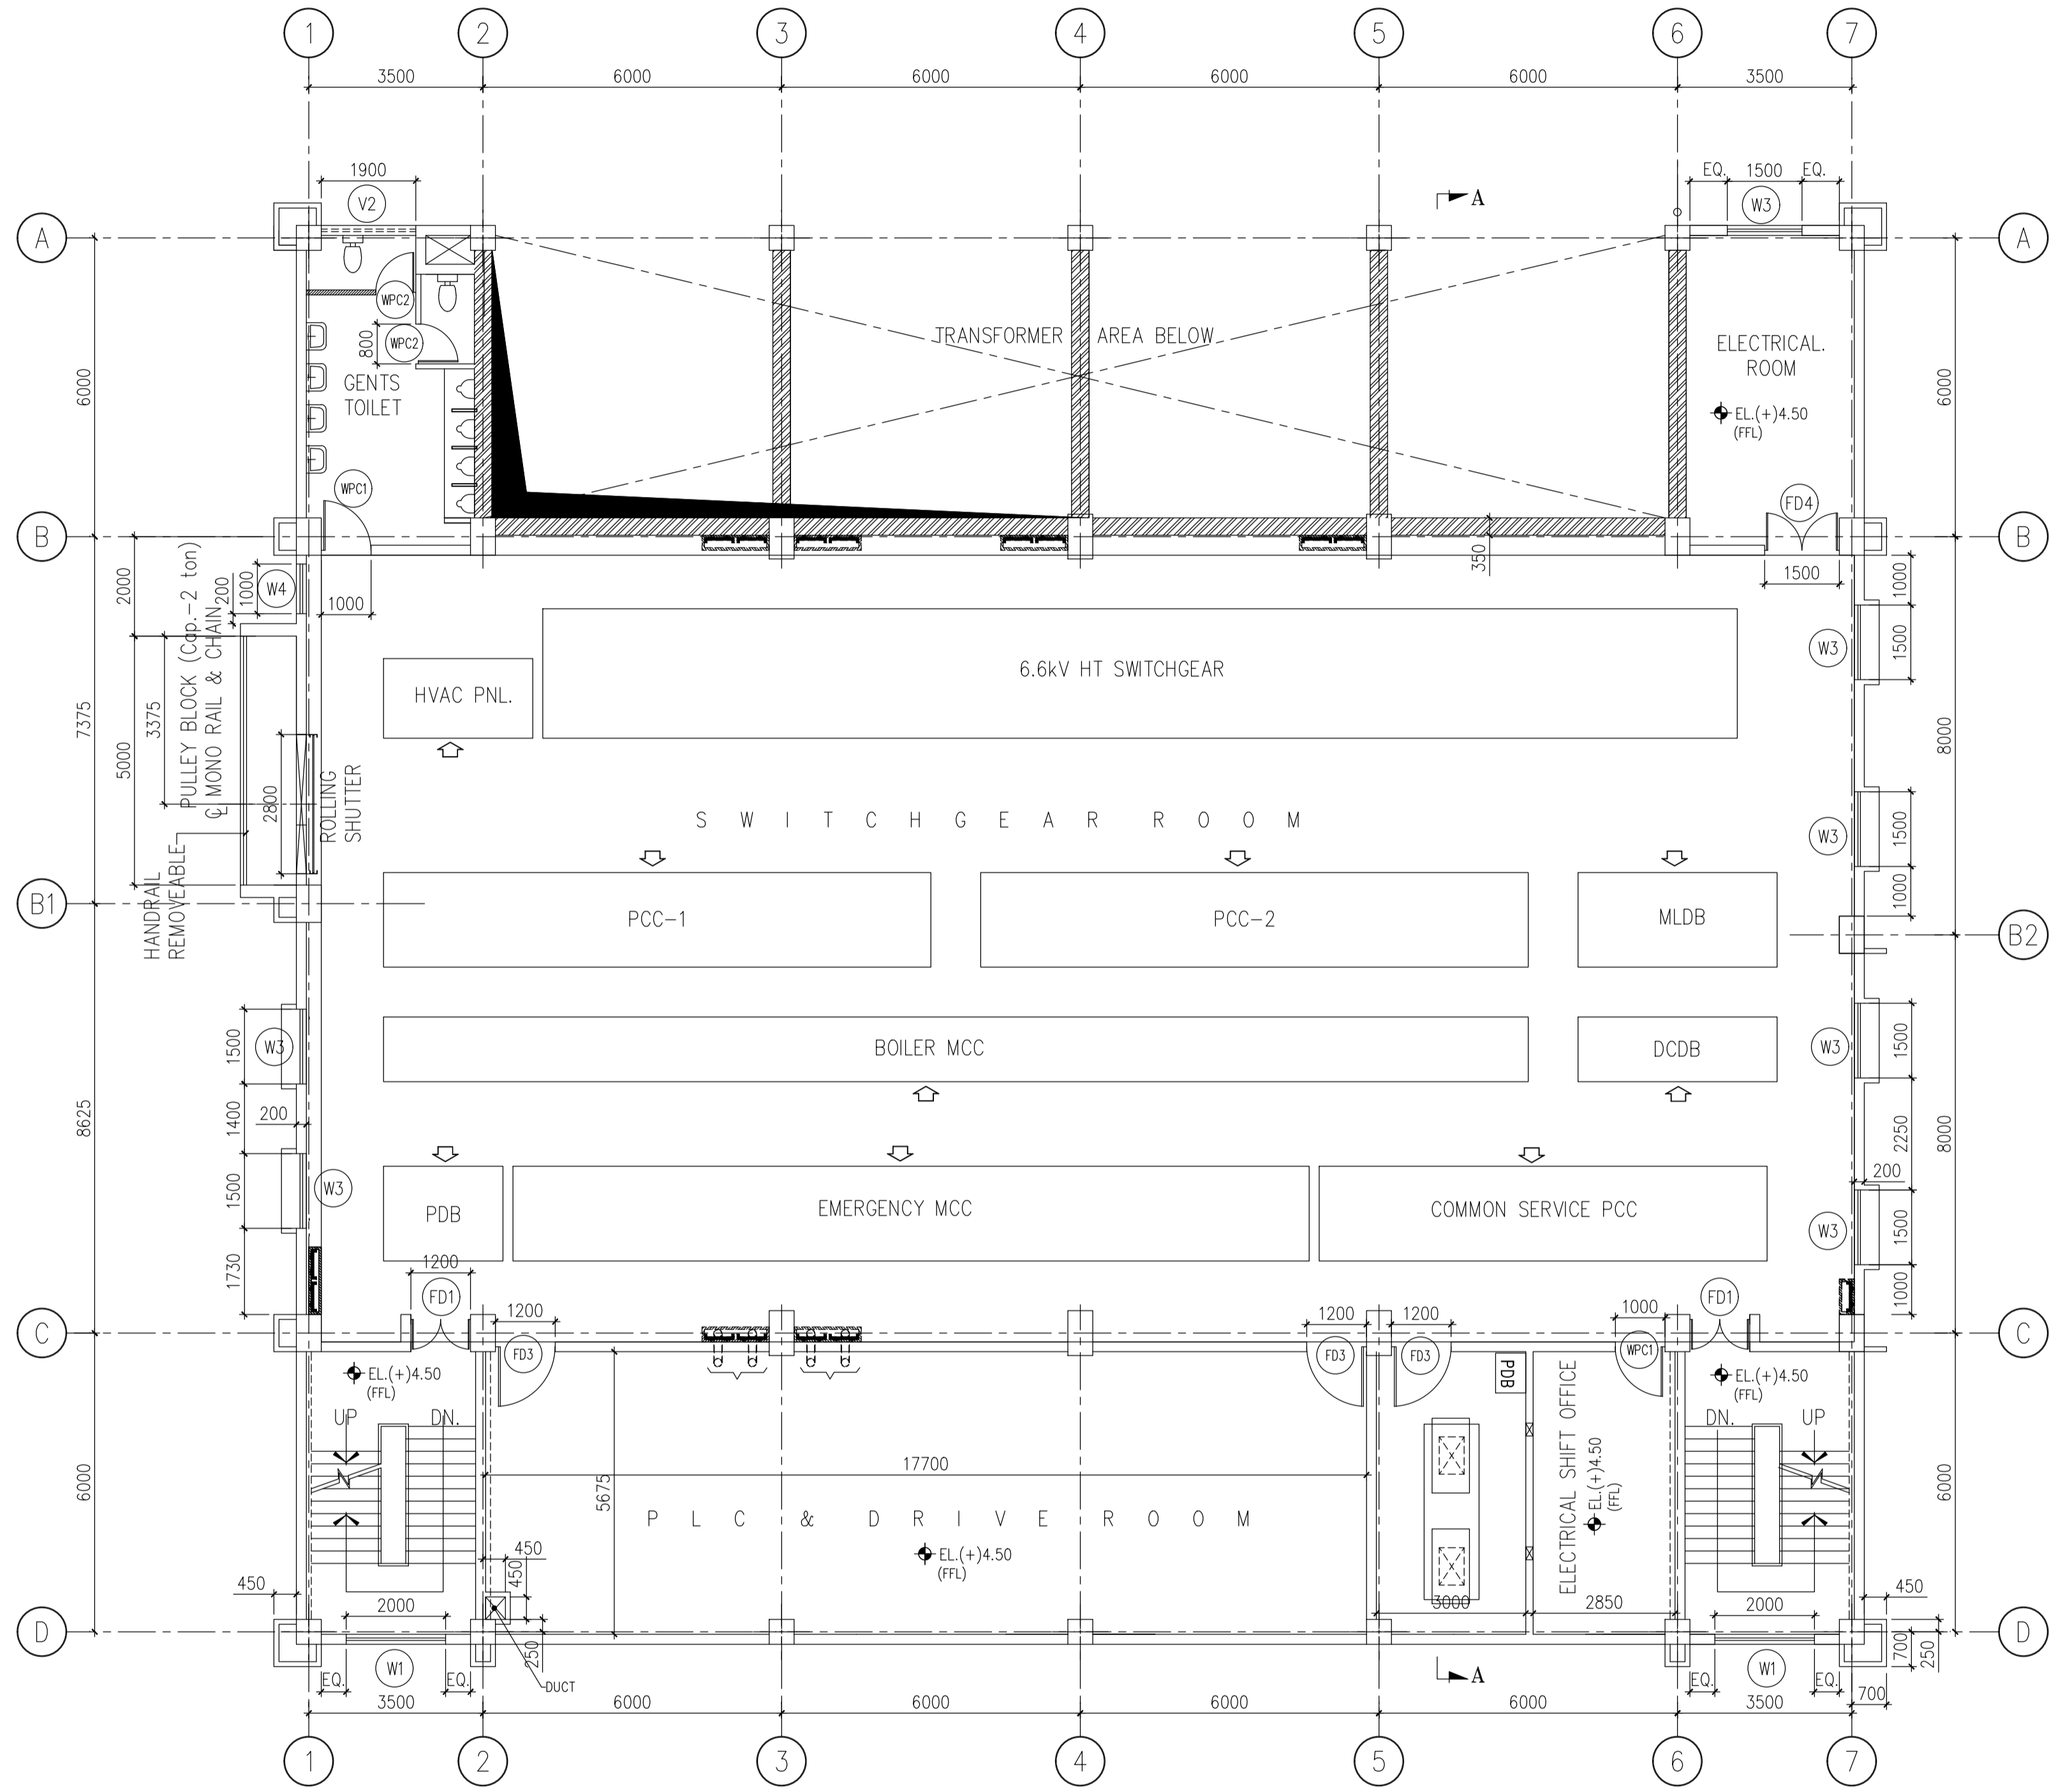 1 2 3 4 5 6 7
3500 6000 6000 6000 6000 3500
1900
V2
EQ. 1500 EQ.
W3
A
A
A
WPC2
WPC2
800
GENTS
TOILET
WPC1
TRANSFORMER AREA BELOW
ELECTRICAL.
ROOM
EL.(+)4.50
(FFL)
6000
6000
FD4
B
B
350
1500
1000
2000
200
1000
W4
1000
PULLEY BLOCK (Cap.-2 ton)
℄ MONO RAIL & CHAIN
7375
5000
3375
2800
ROLLING
SHUTTER
HANDRAIL
REMOVEABLE
HVAC PNL.
6.6kV HT SWITCHGEAR
W3
1500
8000
SWITCHGEAR ROOM
W3
1500
1000
B1
PCC-1
PCC-2
MLDB
B2
W3
1500
BOILER MCC
DCDB
W3
1500
1400
200
8625
2250
8000
200
1500
W3
PDB
EMERGENCY MCC
COMMON SERVICE PCC
W3
1500
1730
1000
1200
FD1
1200
FD3
1200
FD3
1200
FD3
1000
WPC1
FD1
C
C
EL.(+)4.50
(FFL)
UP
DN.
PDB
ELECTRICAL SHIFT OFFICE
EL.(+)4.50
(FFL)
EL.(+)4.50
(FFL)
DN.
UP
6000
5675
17700
PLC & DRIVE ROOM
EL.(+)4.50
(FFL)
6000
450
450
450
2000
3000
2850
2000
450
D
D
W1
EQ.
EQ.
250
DUCT
A
W1
EQ.
EQ.
700
250
700
3500 6000 6000 6000 6000 3500
1 2 3 4 5 6 7